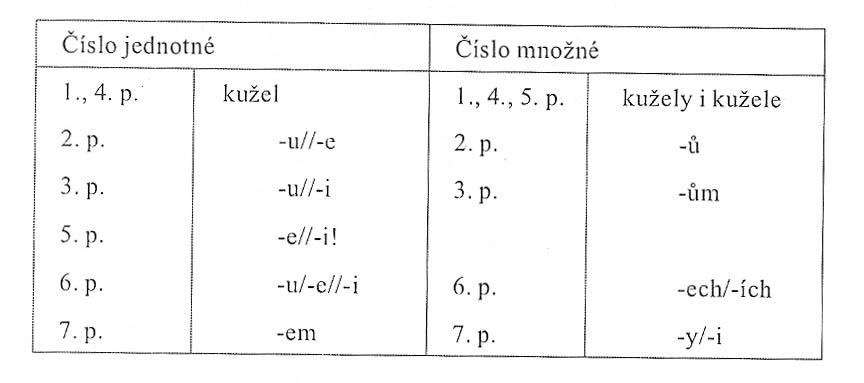 Číslo jednotné Číslo množné
1., 4. p. kužel 1., 4., 5. p. kužely i kužele
2. p. -u//-e 2. p. -ů
3. p. -u//-i 3. p. -ům
5. p. -e//-i!
6. p. -u/-e//-i 6. p. -ech/-ích
7. p. -em 7. p. -y/-i